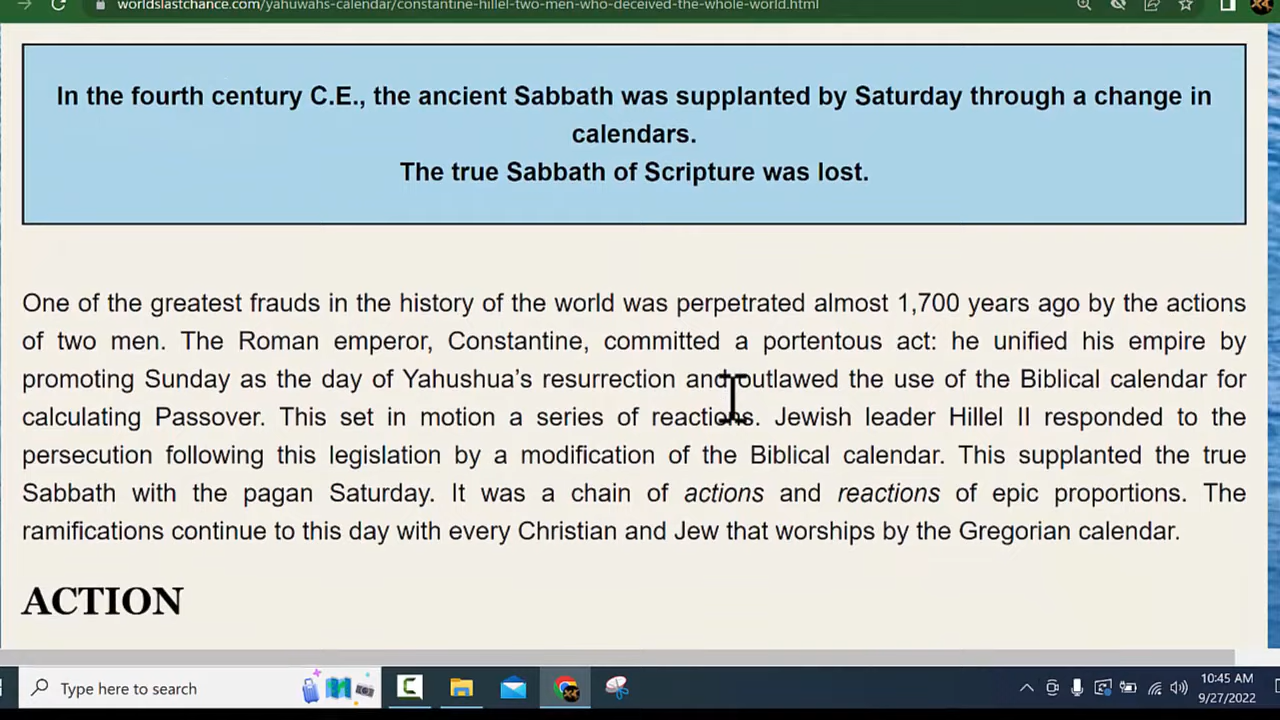 worldslastchance.com/yahuwahs-calendar/constantine-hillel-two-men-who-deceived-the-whole-world.html
In the fourth century C.E., the ancient Sabbath was supplanted by Saturday through a change in
calendars.
The true Sabbath of Scripture was lost.
One of the greatest frauds in the history of the world was perpetrated almost 1,700 years ago by the actions
of two men. The Roman emperor, Constantine, committed a portentous act: he unified his empire by
promoting Sunday as the day of Yahushua's resurrection and outlawed the use of the Biblical calendar for
calculating Passover. This set in motion a series of reactions. Jewish leader Hillel II responded to the
persecution following this legislation by a modification of the Biblical calendar. This supplanted the true
Sabbath with the pagan Saturday. It was a chain of actions and reactions of epic proportions. The
ramifications continue to this day with every Christian and Jew that worships by the Gregorian calendar.
ACTION
Type here to search
10:45 AM
9/27/2022